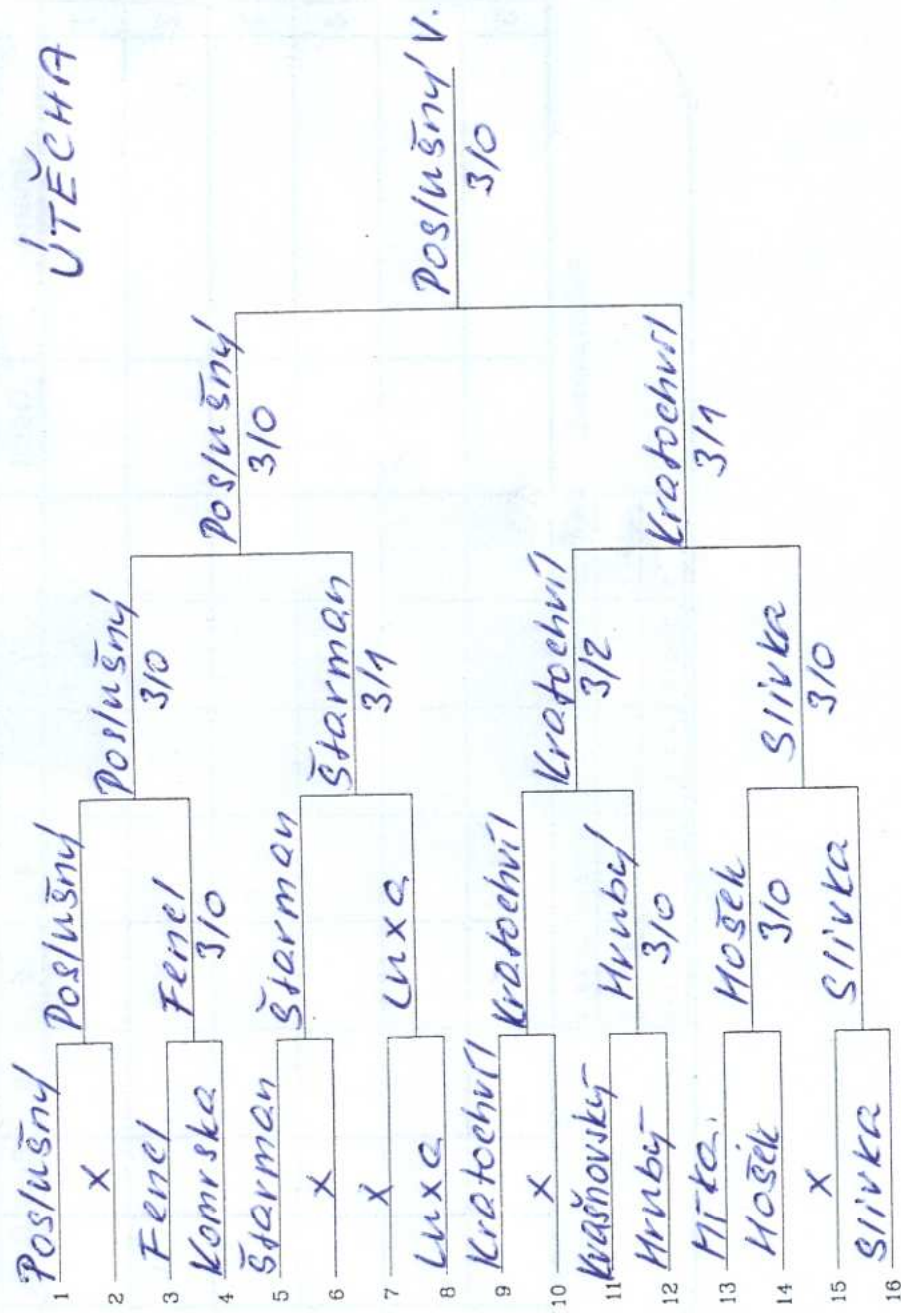 ÚTĚCHA
1 Poslušný
2 X
3 Fenel
4 Komrska
5 Štarman
6 X
7 X
8 Luxa
9 Kratochvíl
10 X
11 Kvašňovský
12 Hrubý
13
14 Hošek
15 X
16 Slivka
Poslušný
Fenel
3/0
Štarman
Luxa
Kratochvíl
Hrubý
3/0
Hošek
3/0
Slivka
Poslušný
3/0
Štarman
3/1
Kratochvíl
3/2
Slivka
3/0
Poslušný
3/0
Kratochvíl
3/1
Poslušný V.
3/0